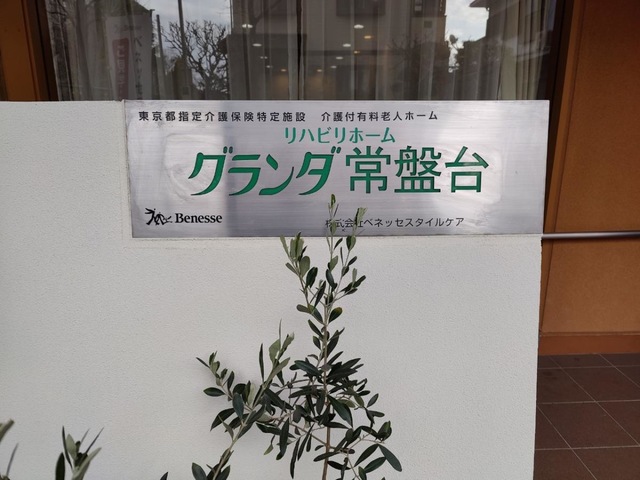 東京都指定介護保険特定施設 介護付有料老人ホーム
リハビリホーム
グランダ常盤台
Benesse
株式会社ベネッセスタイルケア